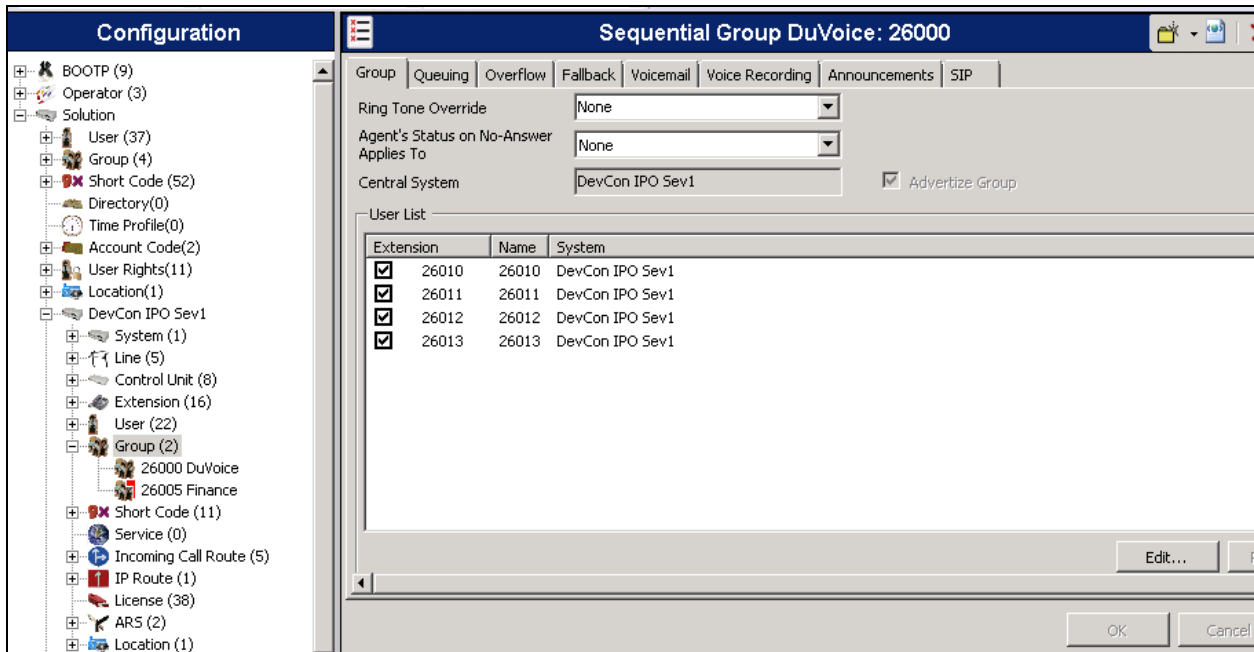 Configuration
BOOTP (9)
Operator (3)
Solution
User (37)
Group (4)
Short Code (52)
Directory(0)
Time Profile(0)
Account Code(2)
User Rights(11)
Location(1)
DevCon IPO Sev1
System (1)
Line (5)
Control Unit (8)
Extension (16)
User (22)
Group (2)
26000 DuVoice
26005 Finance
Short Code (11)
Service (0)
Incoming Call Route (5)
IP Route (1)
License (38)
ARS (2)
Location (1)
Sequential Group DuVoice: 26000
Group Queuing Overflow Fallback Voicemail Voice Recording Announcements SIP
Ring Tone Override None
Agent's Status on No-Answer
Applies To None
Central System DevCon IPO Sev1 Advertize Group
User List
Extension Name System
26010 26010 DevCon IPO Sev1
26011 26011 DevCon IPO Sev1
26012 26012 DevCon IPO Sev1
26013 26013 DevCon IPO Sev1
Edit...
OK Cancel